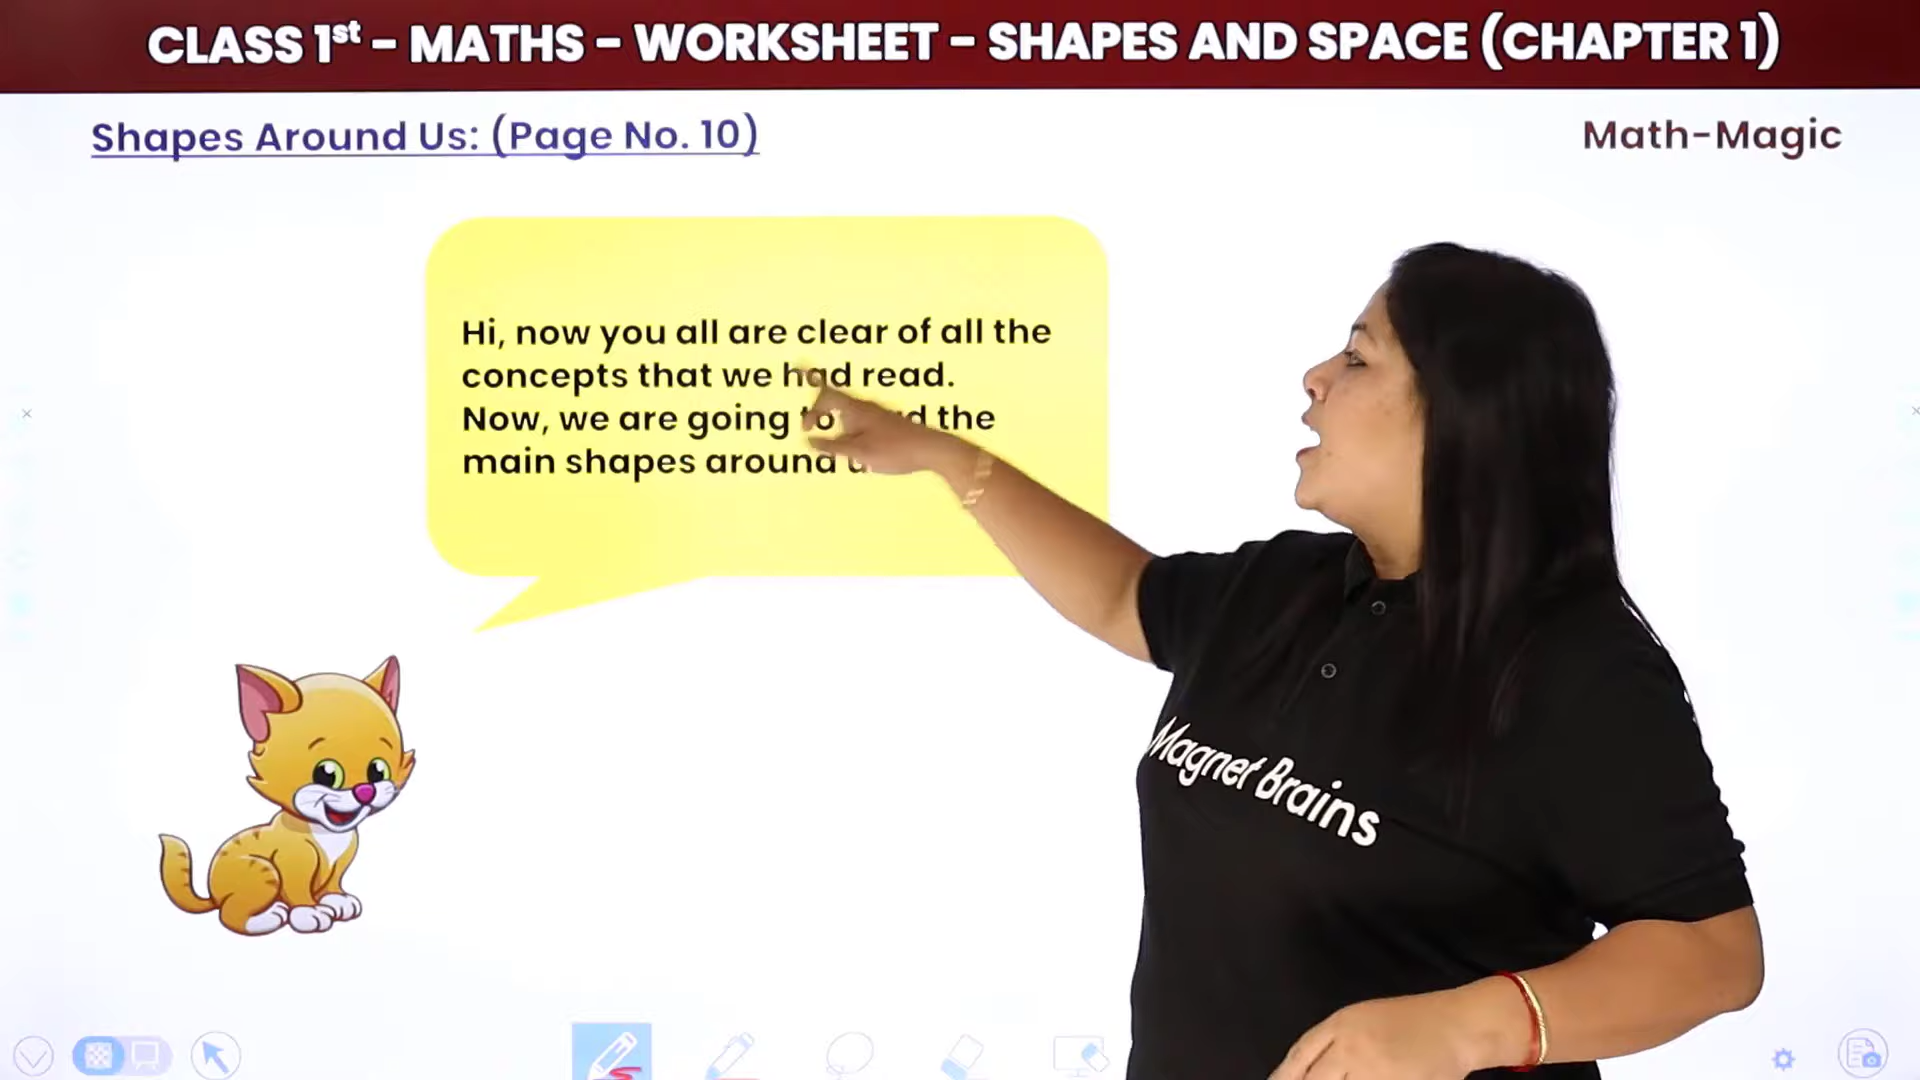 CLASS 1st - MATHS - WORKSHEET - SHAPES AND SPACE (CHAPTER 1)
Shapes Around Us: (Page No. 10)
Math-Magic
Hi, now you all are clear of all the
concepts that we had read.
Now, we are going to the
main shapes around
Magnet Brains